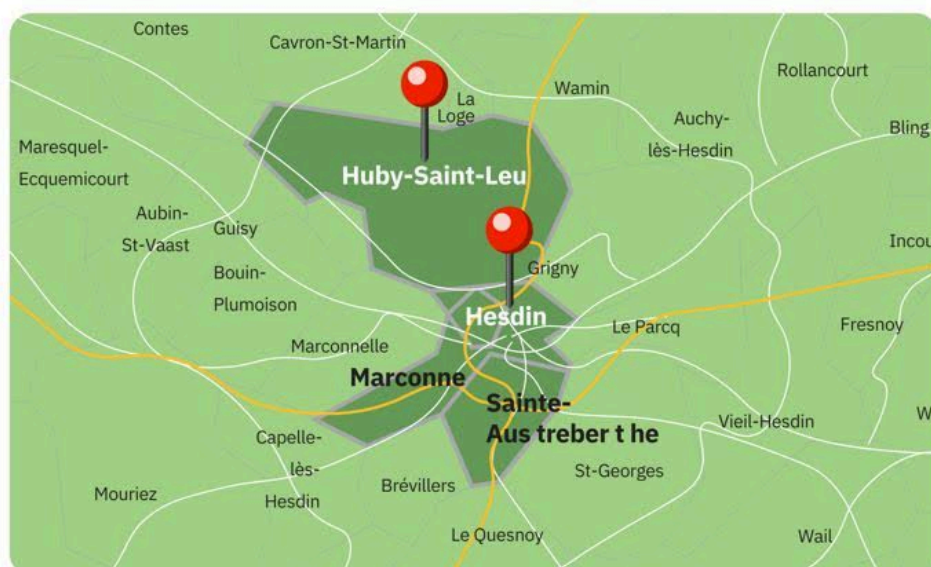 Contes
Cavron-St-Martin
Rollancourt
Wamin
La
Loge
Auchy-
lès-Hesdin
Bling
Maresquel-
Ecquemicourt
Huby-Saint-Leu
Aubin-
St-Vaast
Guisy
Incou
Bouin-
Plumoison
Grigny
Hesdin
Le Parcq
Fresnoy
Marconnelle
Marconne
Sainte-
Aus treber t he
Vieil-Hesdin
W
Capelle-
lès-
Hesdin
St-Georges
Brévillers
Mouriez
Le Quesnoy
Wail